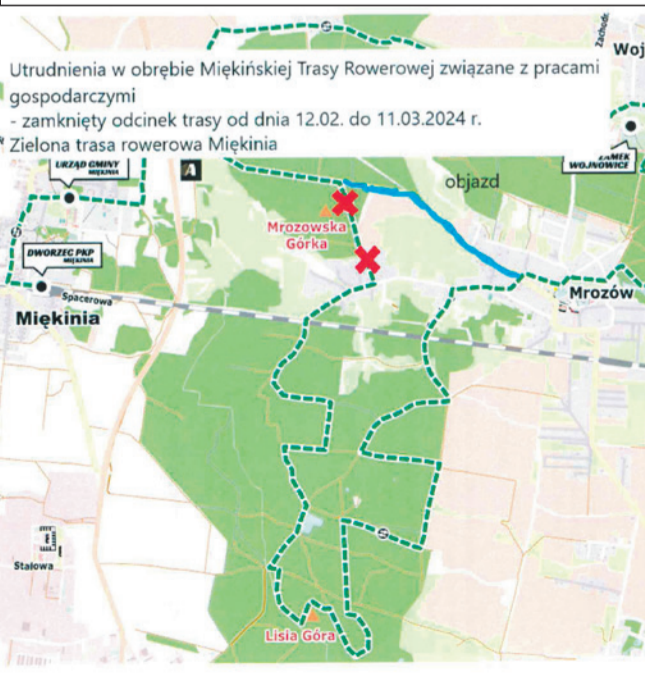 Zachodn
Woj
Utrudnienia w obrębie Miękińskiej Trasy Rowerowej związane z pracami
gospodarczymi
- zamknięty odcinek trasy od dnia 12.02. do 11.03.2024 r.
Zielona trasa rowerowa Miękinia
URZĄD GMINY
MIĘKINIA
A
ZAMEK
WOJNOWICE
objazd
Mrozowska
Górka
DWORZEC PKP
MIĘKINIA
Spacerowa
Miękinia
Mrozów
Stalowa
Lisia Góra